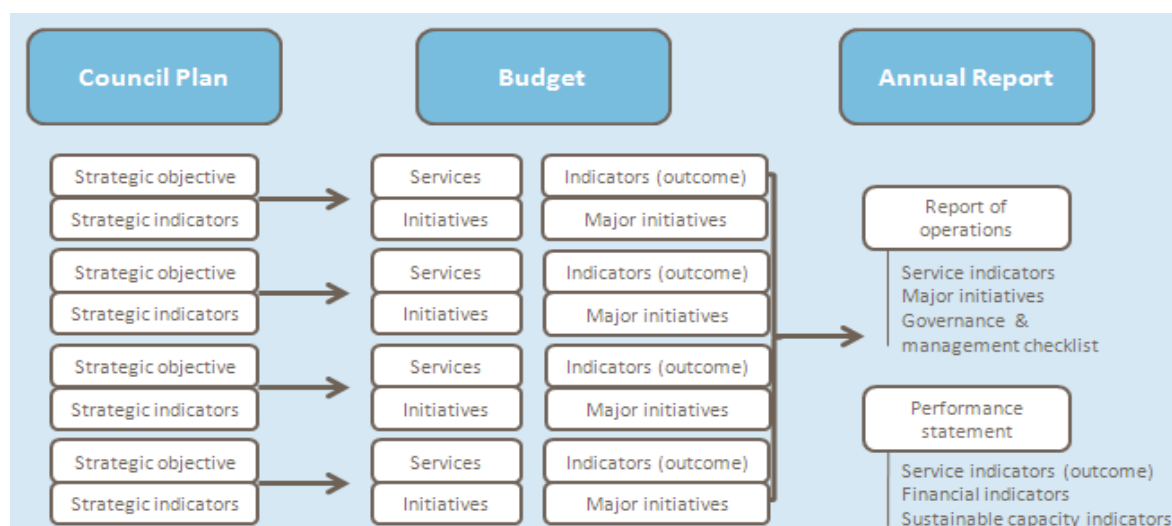 Council Plan
Budget
Annual Report
Strategic objective
Strategic indicators
Services
Initiatives
Indicators (outcome)
Major initiatives
Strategic objective
Strategic indicators
Services
Initiatives
Indicators (outcome)
Major initiatives
Strategic objective
Strategic indicators
Services
Initiatives
Indicators (outcome)
Major initiatives
Strategic objective
Strategic indicators
Services
Initiatives
Indicators (outcome)
Major initiatives
Report of
operations
Service indicators
Major initiatives
Governance &
management checklist
Performance
statement
Service indicators (outcome)
Financial indicators
Sustainable capacity indicators